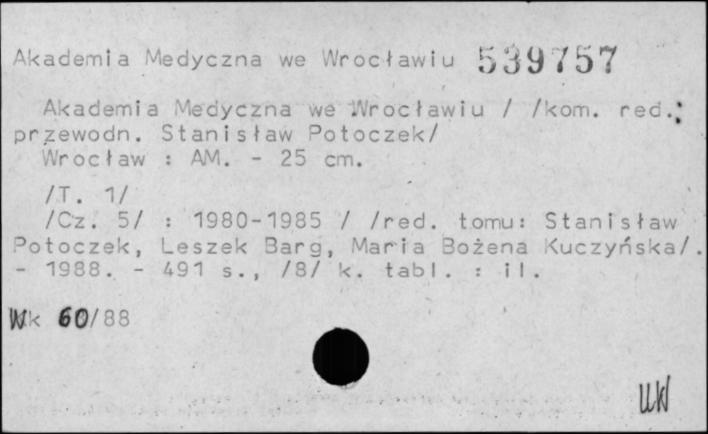 Akademia Medyczna we Wrocławiu 539757
Akademia Medyczna we Wrocławiu / /kom. red.;
przewodn. Stanisław Potoczek/
Wrocław : AM. - 25 cm.
/T. 1/
/Cz. 5/ : 1980-1985 / /red. tomu: Stanisław
Potoczek, Leszek Barg, Maria Bożena Kuczyńska/.
- 1988. - 491 s., /8/ k. tabl. : il.
Wk 60/88
UW